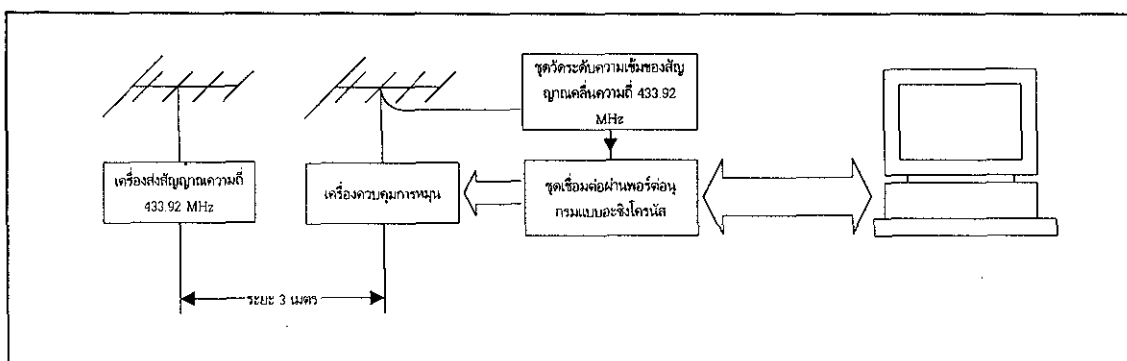 ชุดวัดระดับความเข้มของสัญ
ญาณคลื่นความถี่ 433.92
MHz
เครื่องส่งสัญญาณความถี่
433.92 MHz
เครื่องควบคุมการหมุน
ชุดเชื่อมต่อผ่านพอร์ตอนุ
กรมแบบอะซิงโครนัส
ระยะ 3 เมตร